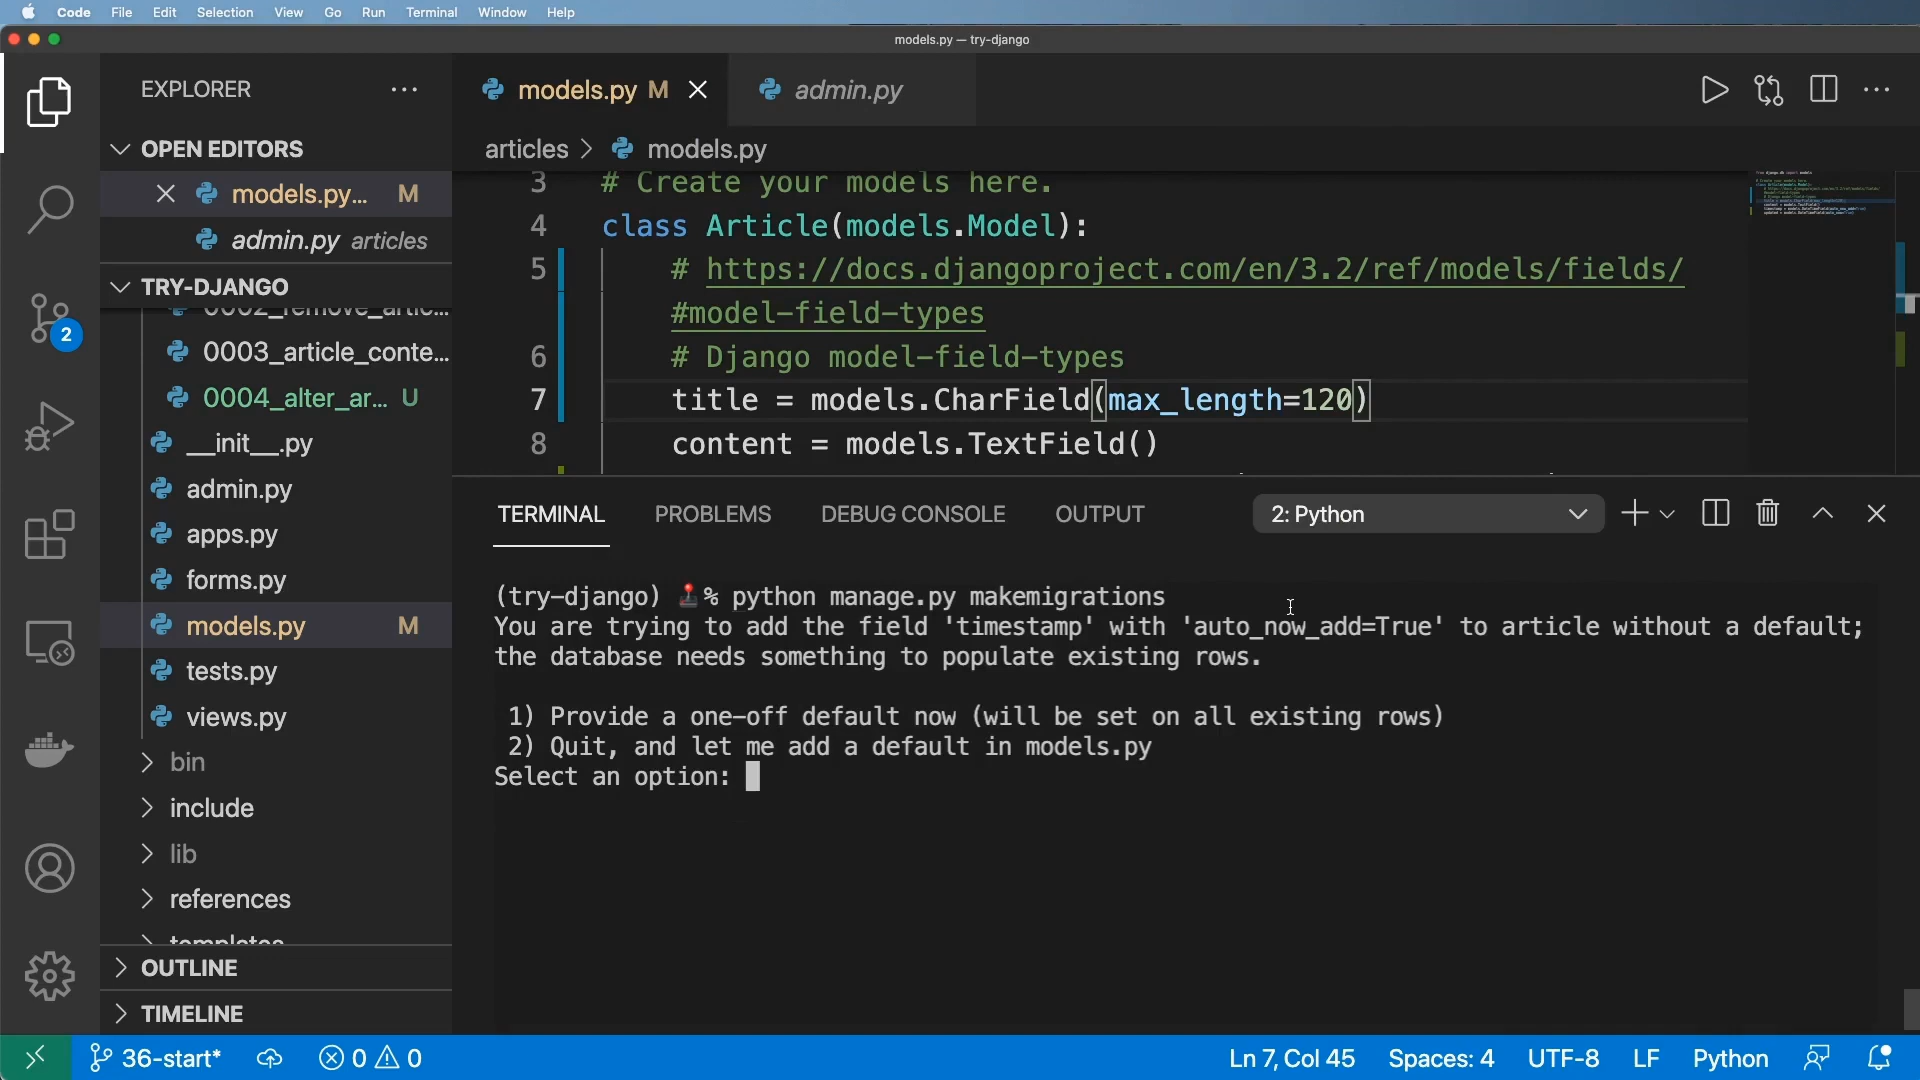 Code File Edit Selection View Go Run Terminal Window Help
models.py — try-django
EXPLORER
OPEN EDITORS
models.py... M
admin.py articles
TRY-DJANGO
0002_remove_artic...
0003_article_conte...
0004_alter_ar... U
__init__.py
admin.py
apps.py
forms.py
models.py M
tests.py
views.py
bin
include
lib
references
templates
OUTLINE
TIMELINE
models.py M
admin.py
articles > models.py
3 # Create your models here.
4 class Article(models.Model):
5 # https://docs.djangoproject.com/en/3.2/ref/models/fields/
#model-field-types
6 # Django model-field-types
7 title = models.CharField(max_length=120)
8 content = models.TextField()
TERMINAL PROBLEMS DEBUG CONSOLE OUTPUT 2: Python
(try-django) 🕹% python manage.py makemigrations
You are trying to add the field 'timestamp' with 'auto_now_add=True' to article without a default;
the database needs something to populate existing rows.
1) Provide a one-off default now (will be set on all existing rows)
2) Quit, and let me add a default in models.py
Select an option:
2
36-start* 0 0 Ln 7, Col 45 Spaces: 4 UTF-8 LF Python